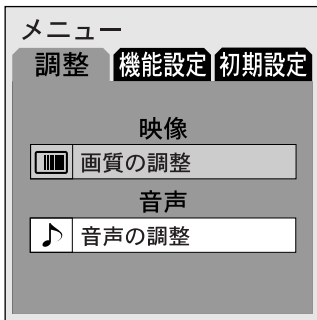 メニュー
調整 機能設定 初期設定
映像
画質の調整
音声
音声の調整